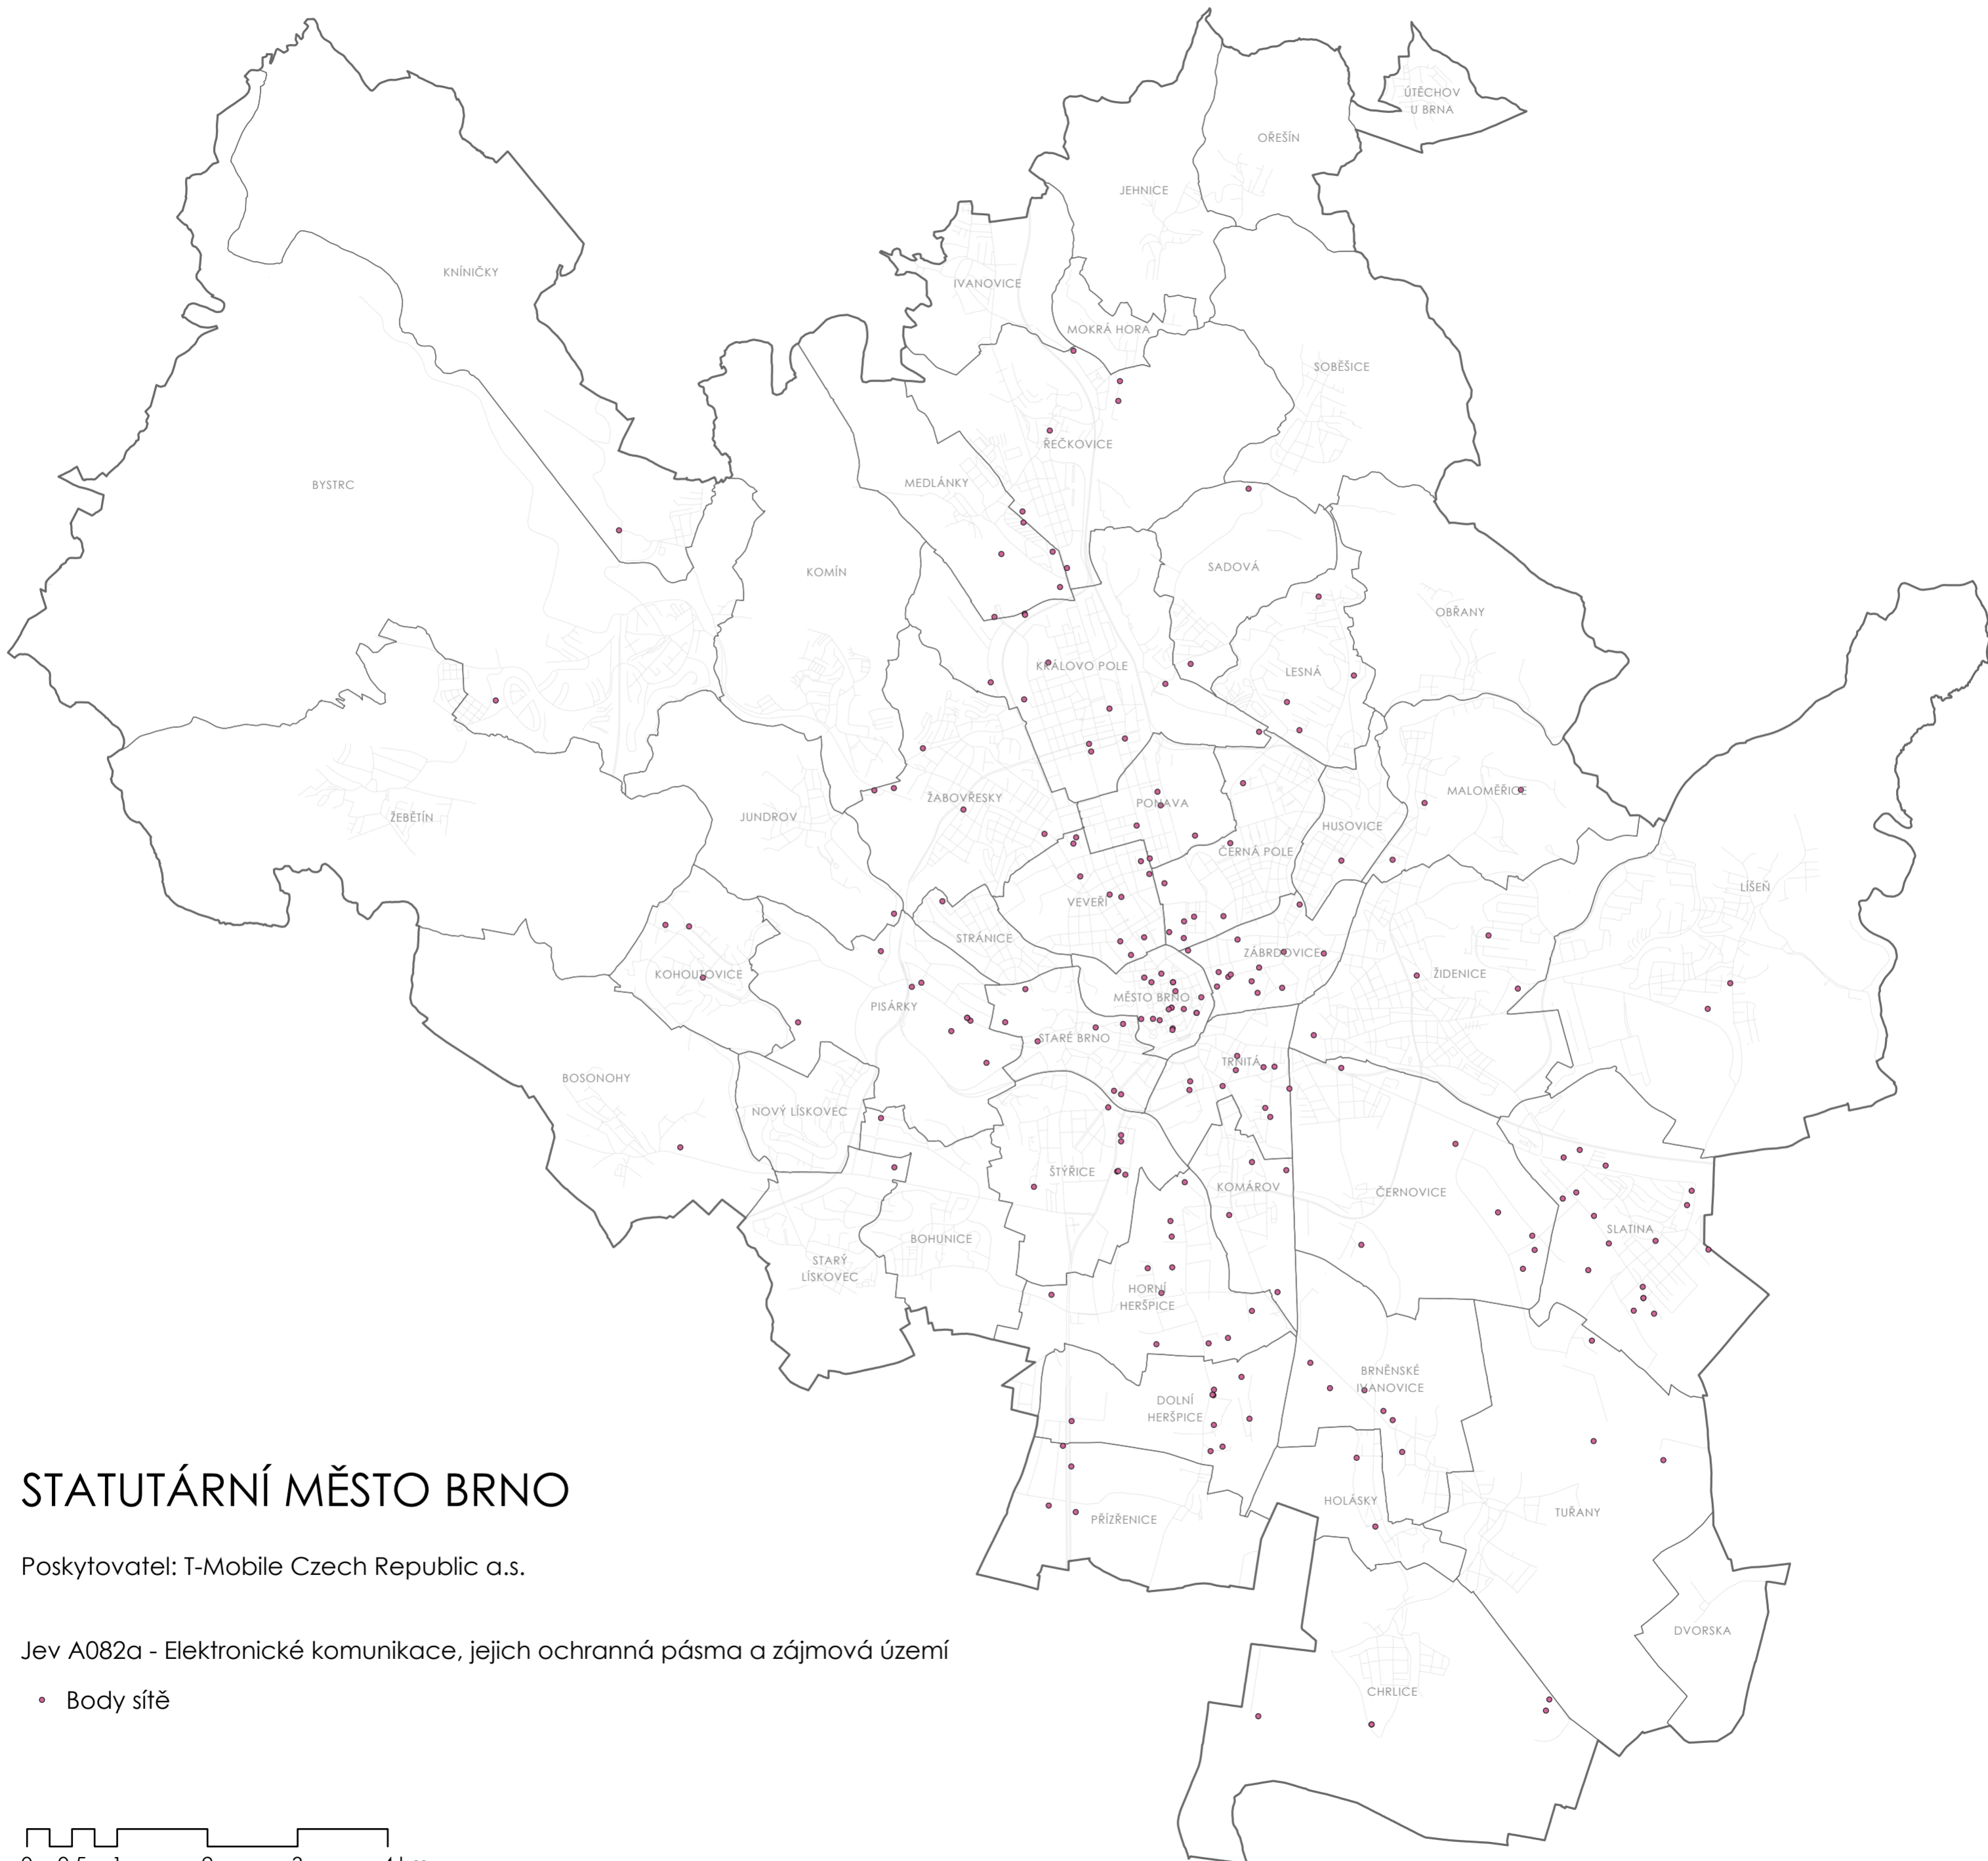 ÚTĚCHOV
U BRNA
OŘEŠÍN
JEHNICE
KNÍNIČKY
IVANOVICE
MOKRÁ HORA
SOBĚŠICE
ŘEČKOVICE
MEDLÁNKY
BYSTRC
SADOVÁ
KOMÍN
OBŘANY
KRÁLOVO POLE
LESNÁ
MALOMĚŘICE
ŽABOVŘESKY
PONAVA
ŽEBĚTÍN
JUNDROV
HUSOVICE
ČERNÁ POLE
LÍŠEŇ
VEVEŘÍ
STRÁNICE
ZÁBRDOVICE
KOHOUTOVICE
ŽIDENICE
MĚSTO BRNO
PISÁRKY
STARÉ BRNO
TRNITÁ
BOSONOHY
NOVÝ LÍSKOVEC
ŠTÝŘICE
KOMÁROV
ČERNOVICE
SLATINA
BOHUNICE
STARÝ
LÍSKOVEC
HORNÍ
HERŠPICE
BRNĚNSKÉ
IVANOVICE
DOLNÍ
HERŠPICE
HOLÁSKY
TUŘANY
PŘÍZŘENICE
DVORSKA
CHRLICE
STATUTÁRNÍ MĚSTO BRNO
Poskytovatel: T-Mobile Czech Republic a.s.
Jev A082a - Elektronické komunikace, jejich ochranná pásma a zájmová území
Body sítě